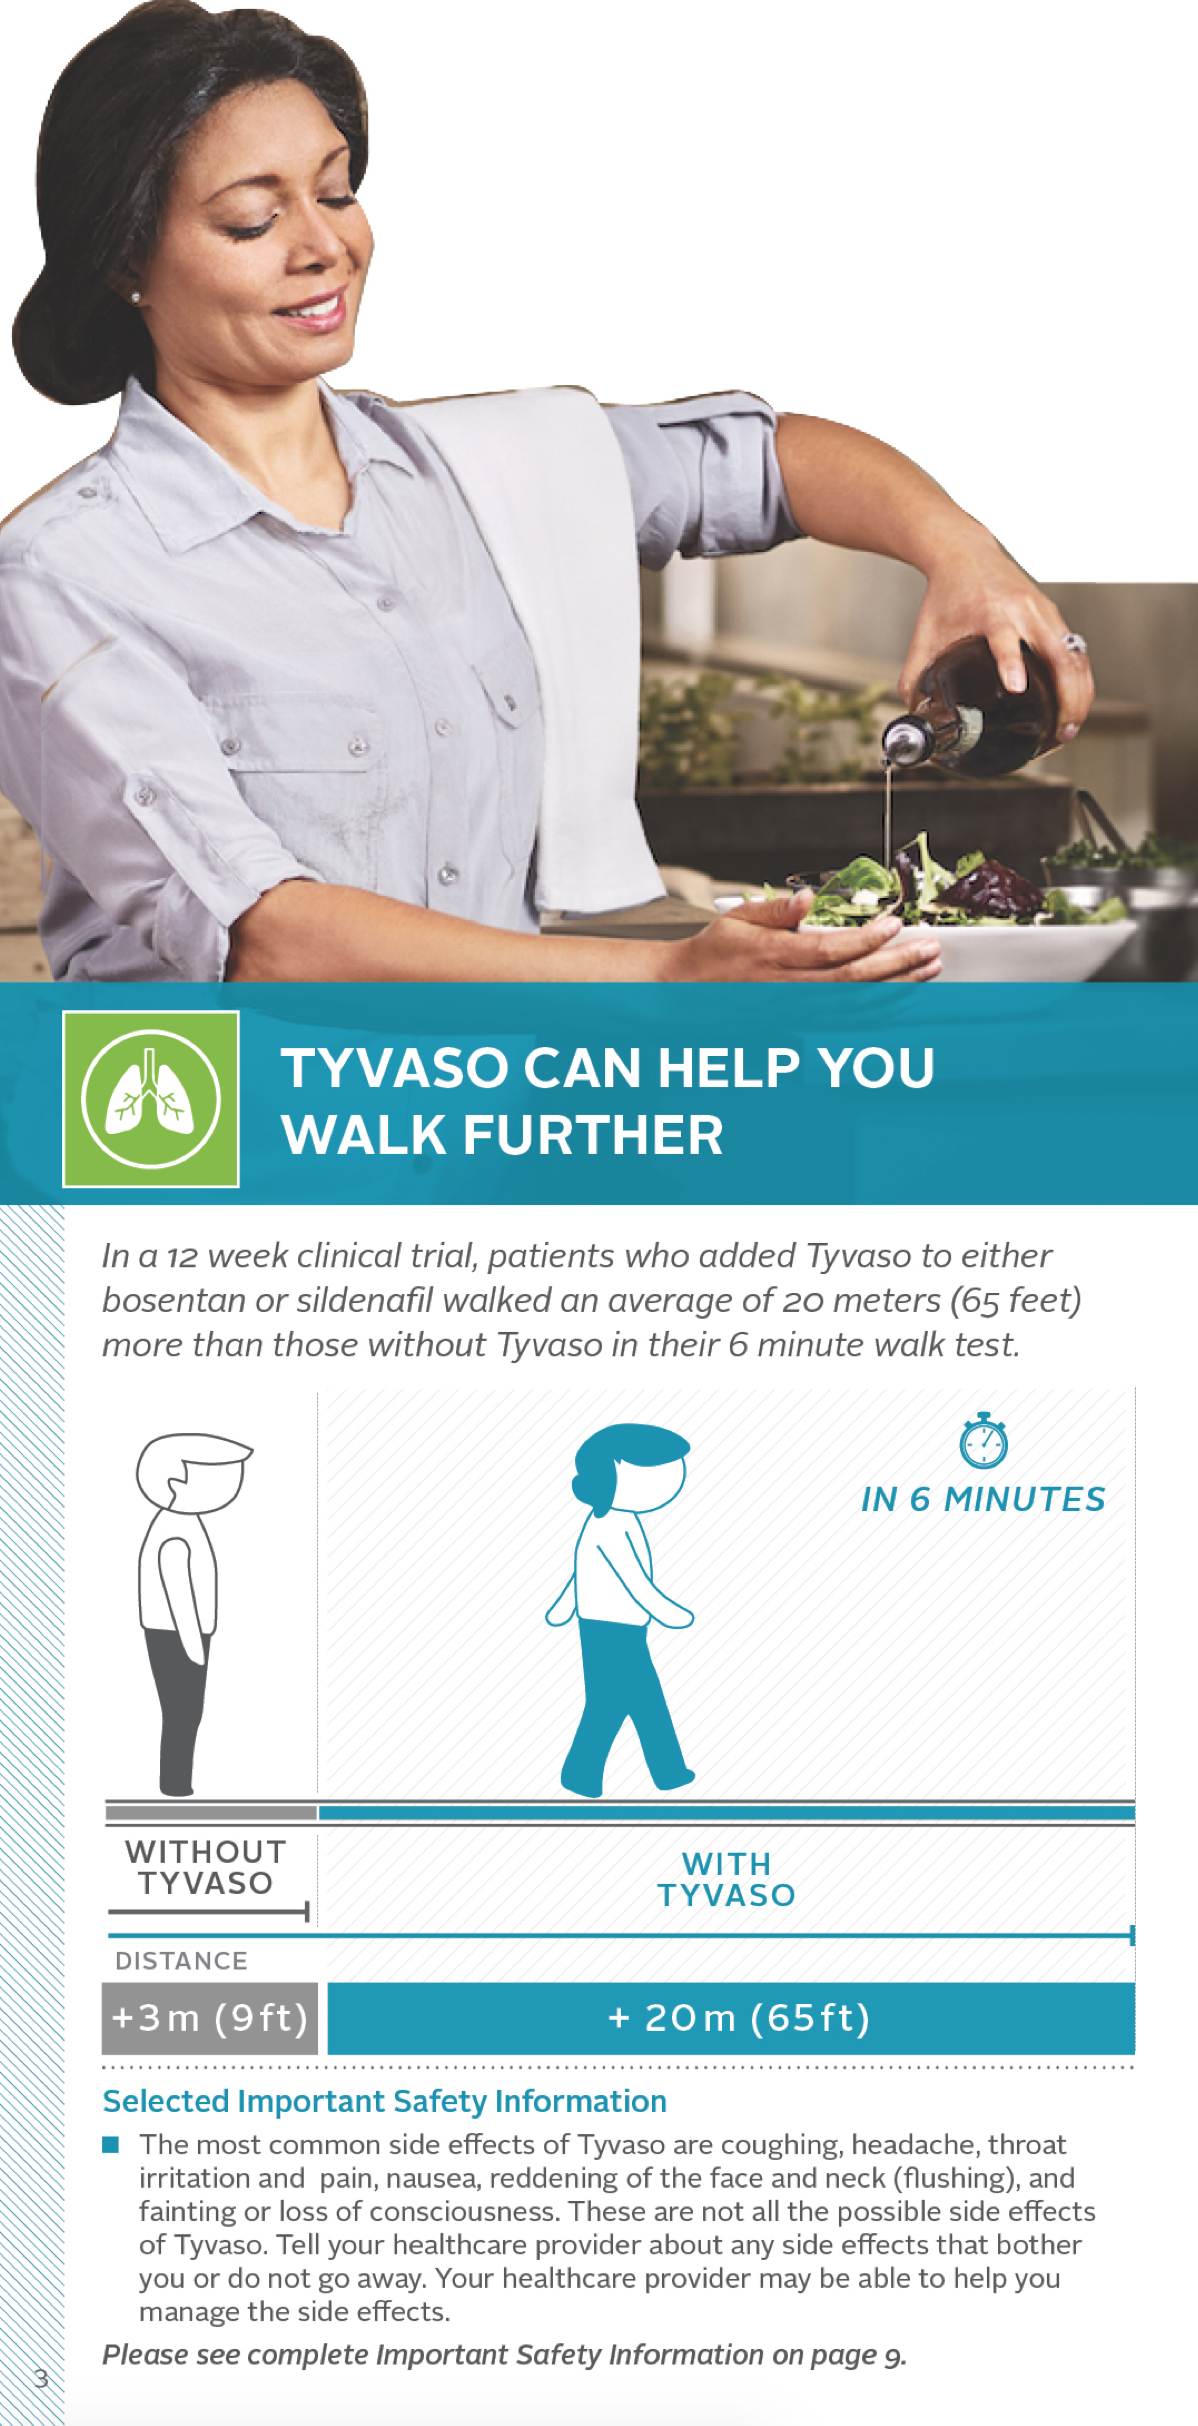 TYVASO CAN HELP YOU
WALK FURTHER
In a 12 week clinical trial, patients who added Tyvaso to either
bosentan or sildenafil walked an average of 20 meters (65 feet)
more than those without Tyvaso in their 6 minute walk test.
IN 6 MINUTES
WITHOUT
TYVASO
WITH
TYVASO
DISTANCE
+3m (9ft)
+ 20m (65ft)
Selected Important Safety Information
The most common side effects of Tyvaso are coughing, headache, throat
irritation and pain, nausea, reddening of the face and neck (flushing), and
fainting or loss of consciousness. These are not all the possible side effects
of Tyvaso. Tell your healthcare provider about any side effects that bother
you or do not go away. Your healthcare provider may be able to help you
manage the side effects.
Please see complete Important Safety Information on page 9.
3